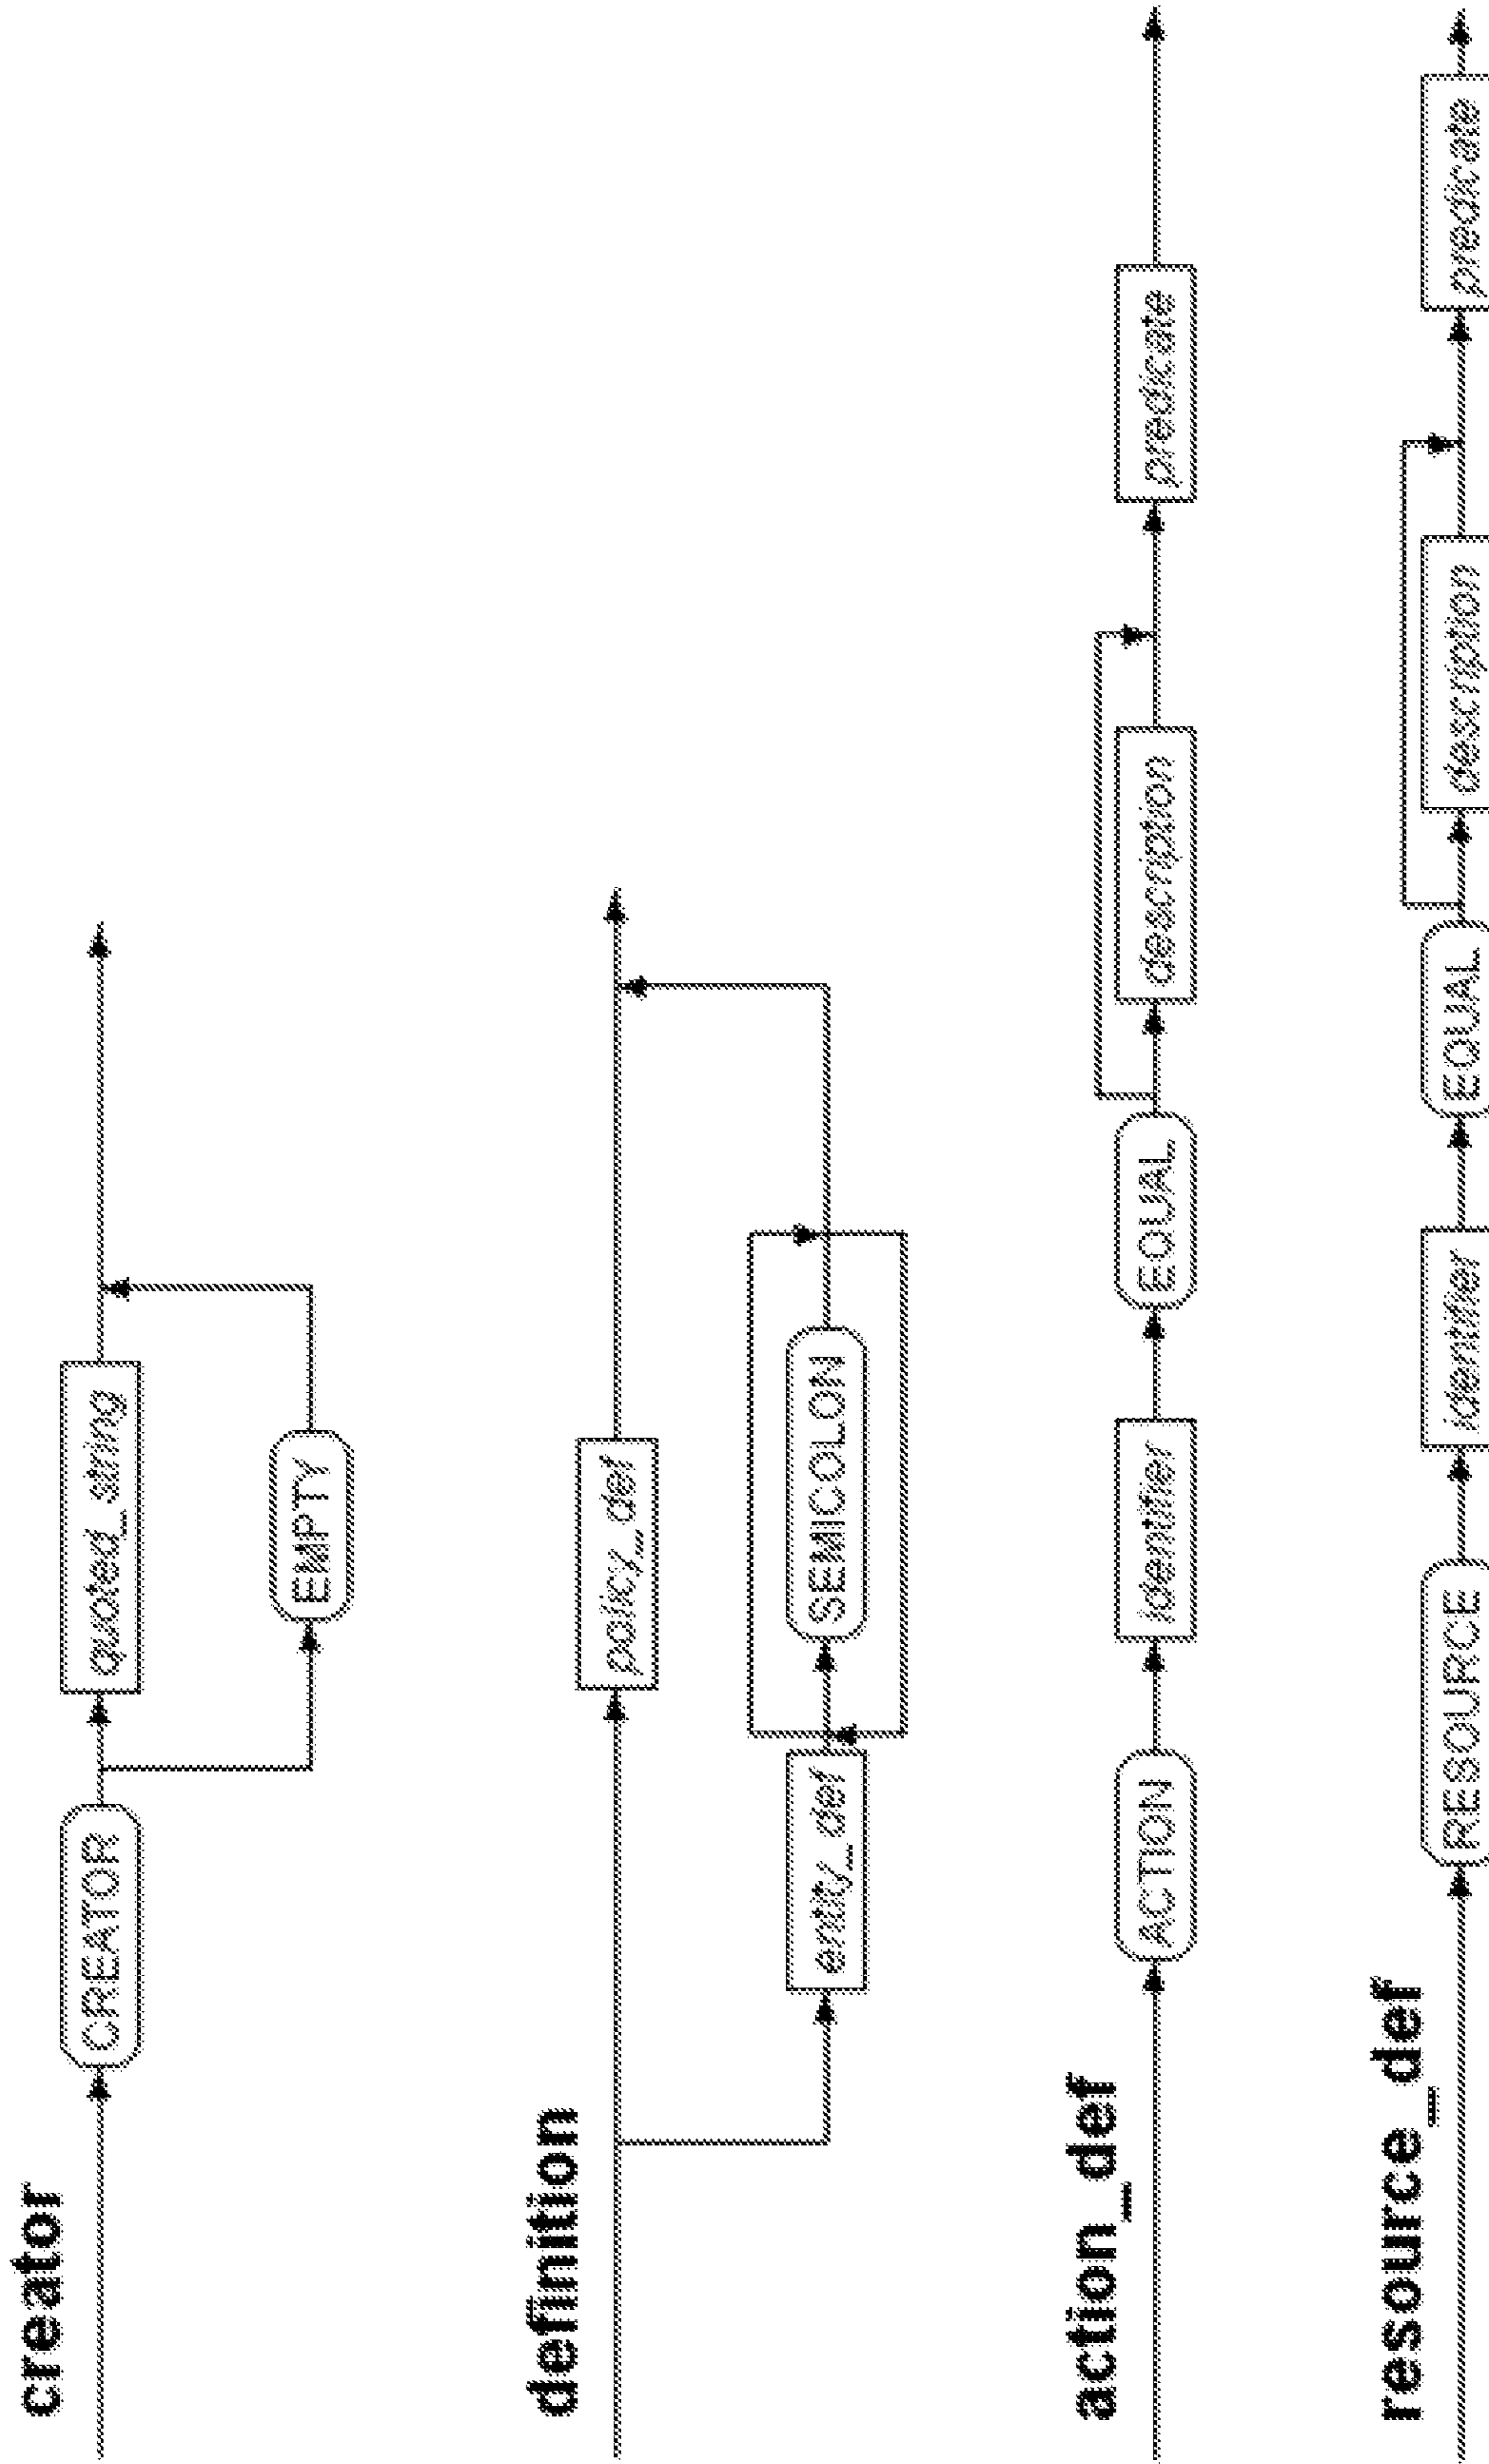 creator
CREATOR quoted_string
EMPTY
definition
policy_def
entity_def SEMICOLON
action_def
ACTION identifier EQUAL description predicate
resource_def
RESOURCE identifier EQUAL description predicate